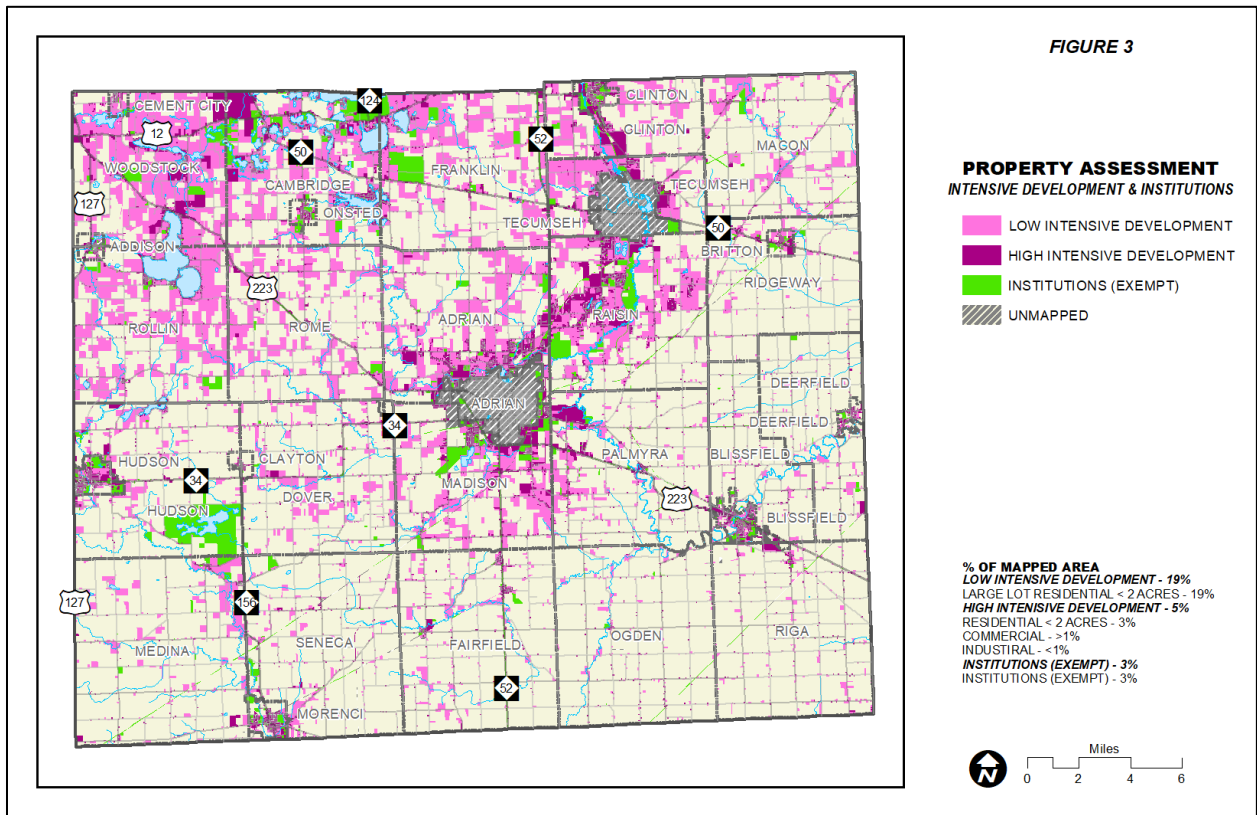 FIGURE 3
PROPERTY ASSESSMENT
INTENSIVE DEVELOPMENT & INSTITUTIONS
LOW INTENSIVE DEVELOPMENT
HIGH INTENSIVE DEVELOPMENT
INSTITUTIONS (EXEMPT)
UNMAPPED
% OF MAPPED AREA
LOW INTENSIVE DEVELOPMENT - 19%
LARGE LOT RESIDENTIAL < 2 ACRES - 19%
HIGH INTENSIVE DEVELOPMENT - 5%
RESIDENTIAL < 2 ACRES - 3%
COMMERCIAL - >1%
INDUSTIRAL - <1%
INSTITUTIONS (EXEMPT) - 3%
INSTITUTIONS (EXEMPT) - 3%
N
Miles
0 2 4 6
CEMENT CITY
124
CLINTON
12
52
CLINTON
50
MAGON
WOODSTOCK
FRANKLIN
CAMBRIDGE
TECUMSEH
127
ONSTED
TECUMSEH
50
ADDISON
BRITTON
223
RIDGEWAY
ROLLIN
ROME
ADRIAN
RAISIN
DEERFIELD
ADRIAN
34
DEERFIELD
HUDSON
CLAYTON
PALMYRA
BLISSFIELD
34
DOVER
MADISON
223
HUDSON
BLISSFIELD
127
156
MEDINA
SENECA
FAIRFIELD
OGDEN
RIGA
52
MORENCI